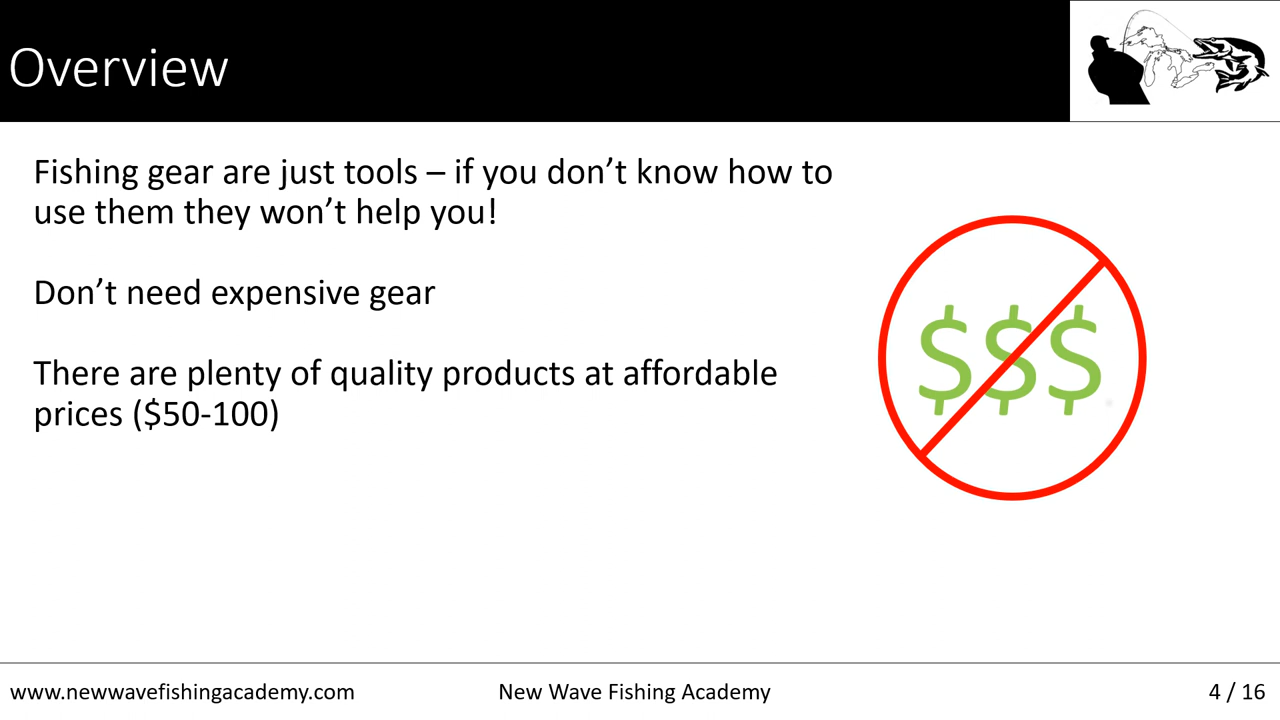 Overview
Fishing gear are just tools – if you don’t know how to
use them they won’t help you!
Don’t need expensive gear
There are plenty of quality products at affordable
prices ($50-100)
$$$
www.newwavefishingacademy.com
New Wave Fishing Academy
4 / 16